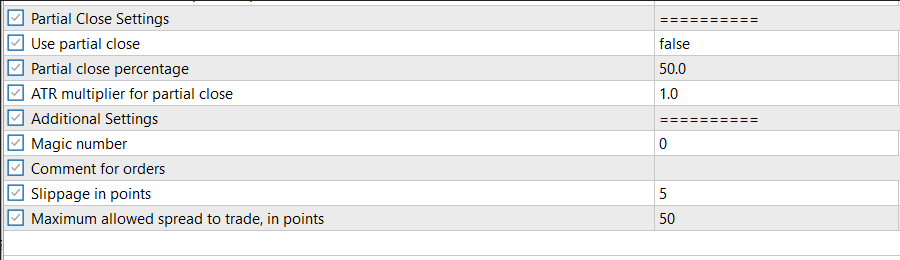 Partial Close Settings ==========
Use partial close false
Partial close percentage 50.0
ATR multiplier for partial close 1.0
Additional Settings ==========
Magic number 0
Comment for orders
Slippage in points 5
Maximum allowed spread to trade, in points 50